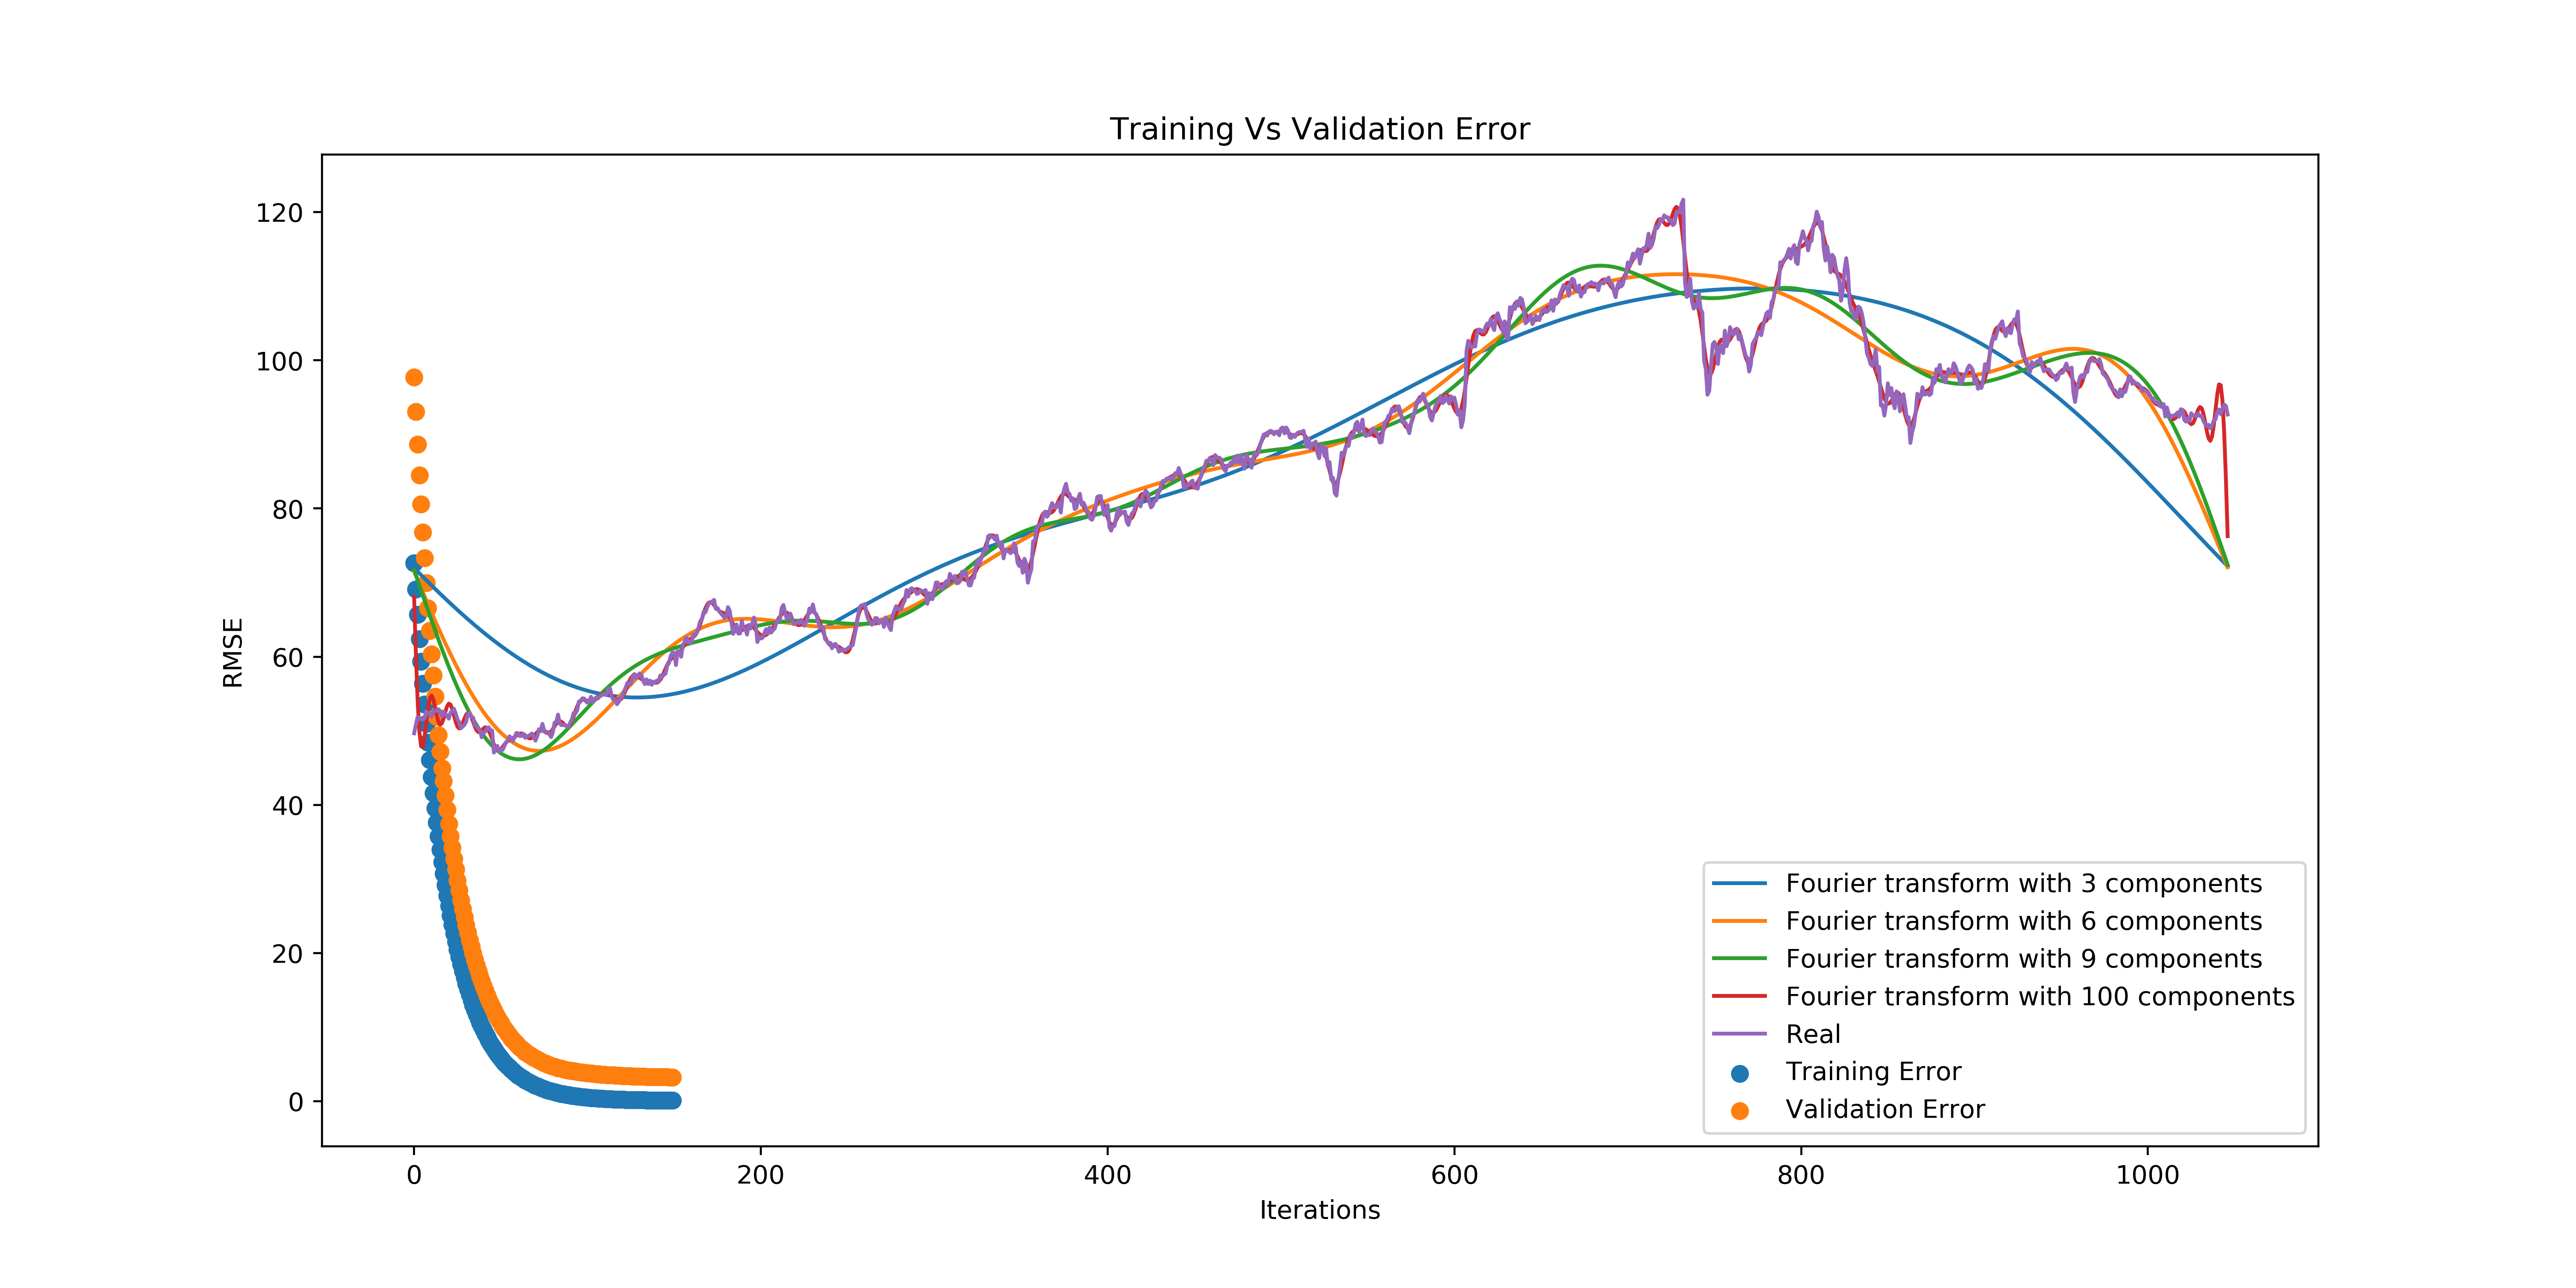 Training Vs Validation Error
120
100
80
60
40
20
0
RMSE
0
200
400
600
800
1000
Iterations
Fourier transform with 3 components
Fourier transform with 6 components
Fourier transform with 9 components
Fourier transform with 100 components
Real
Training Error
Validation Error